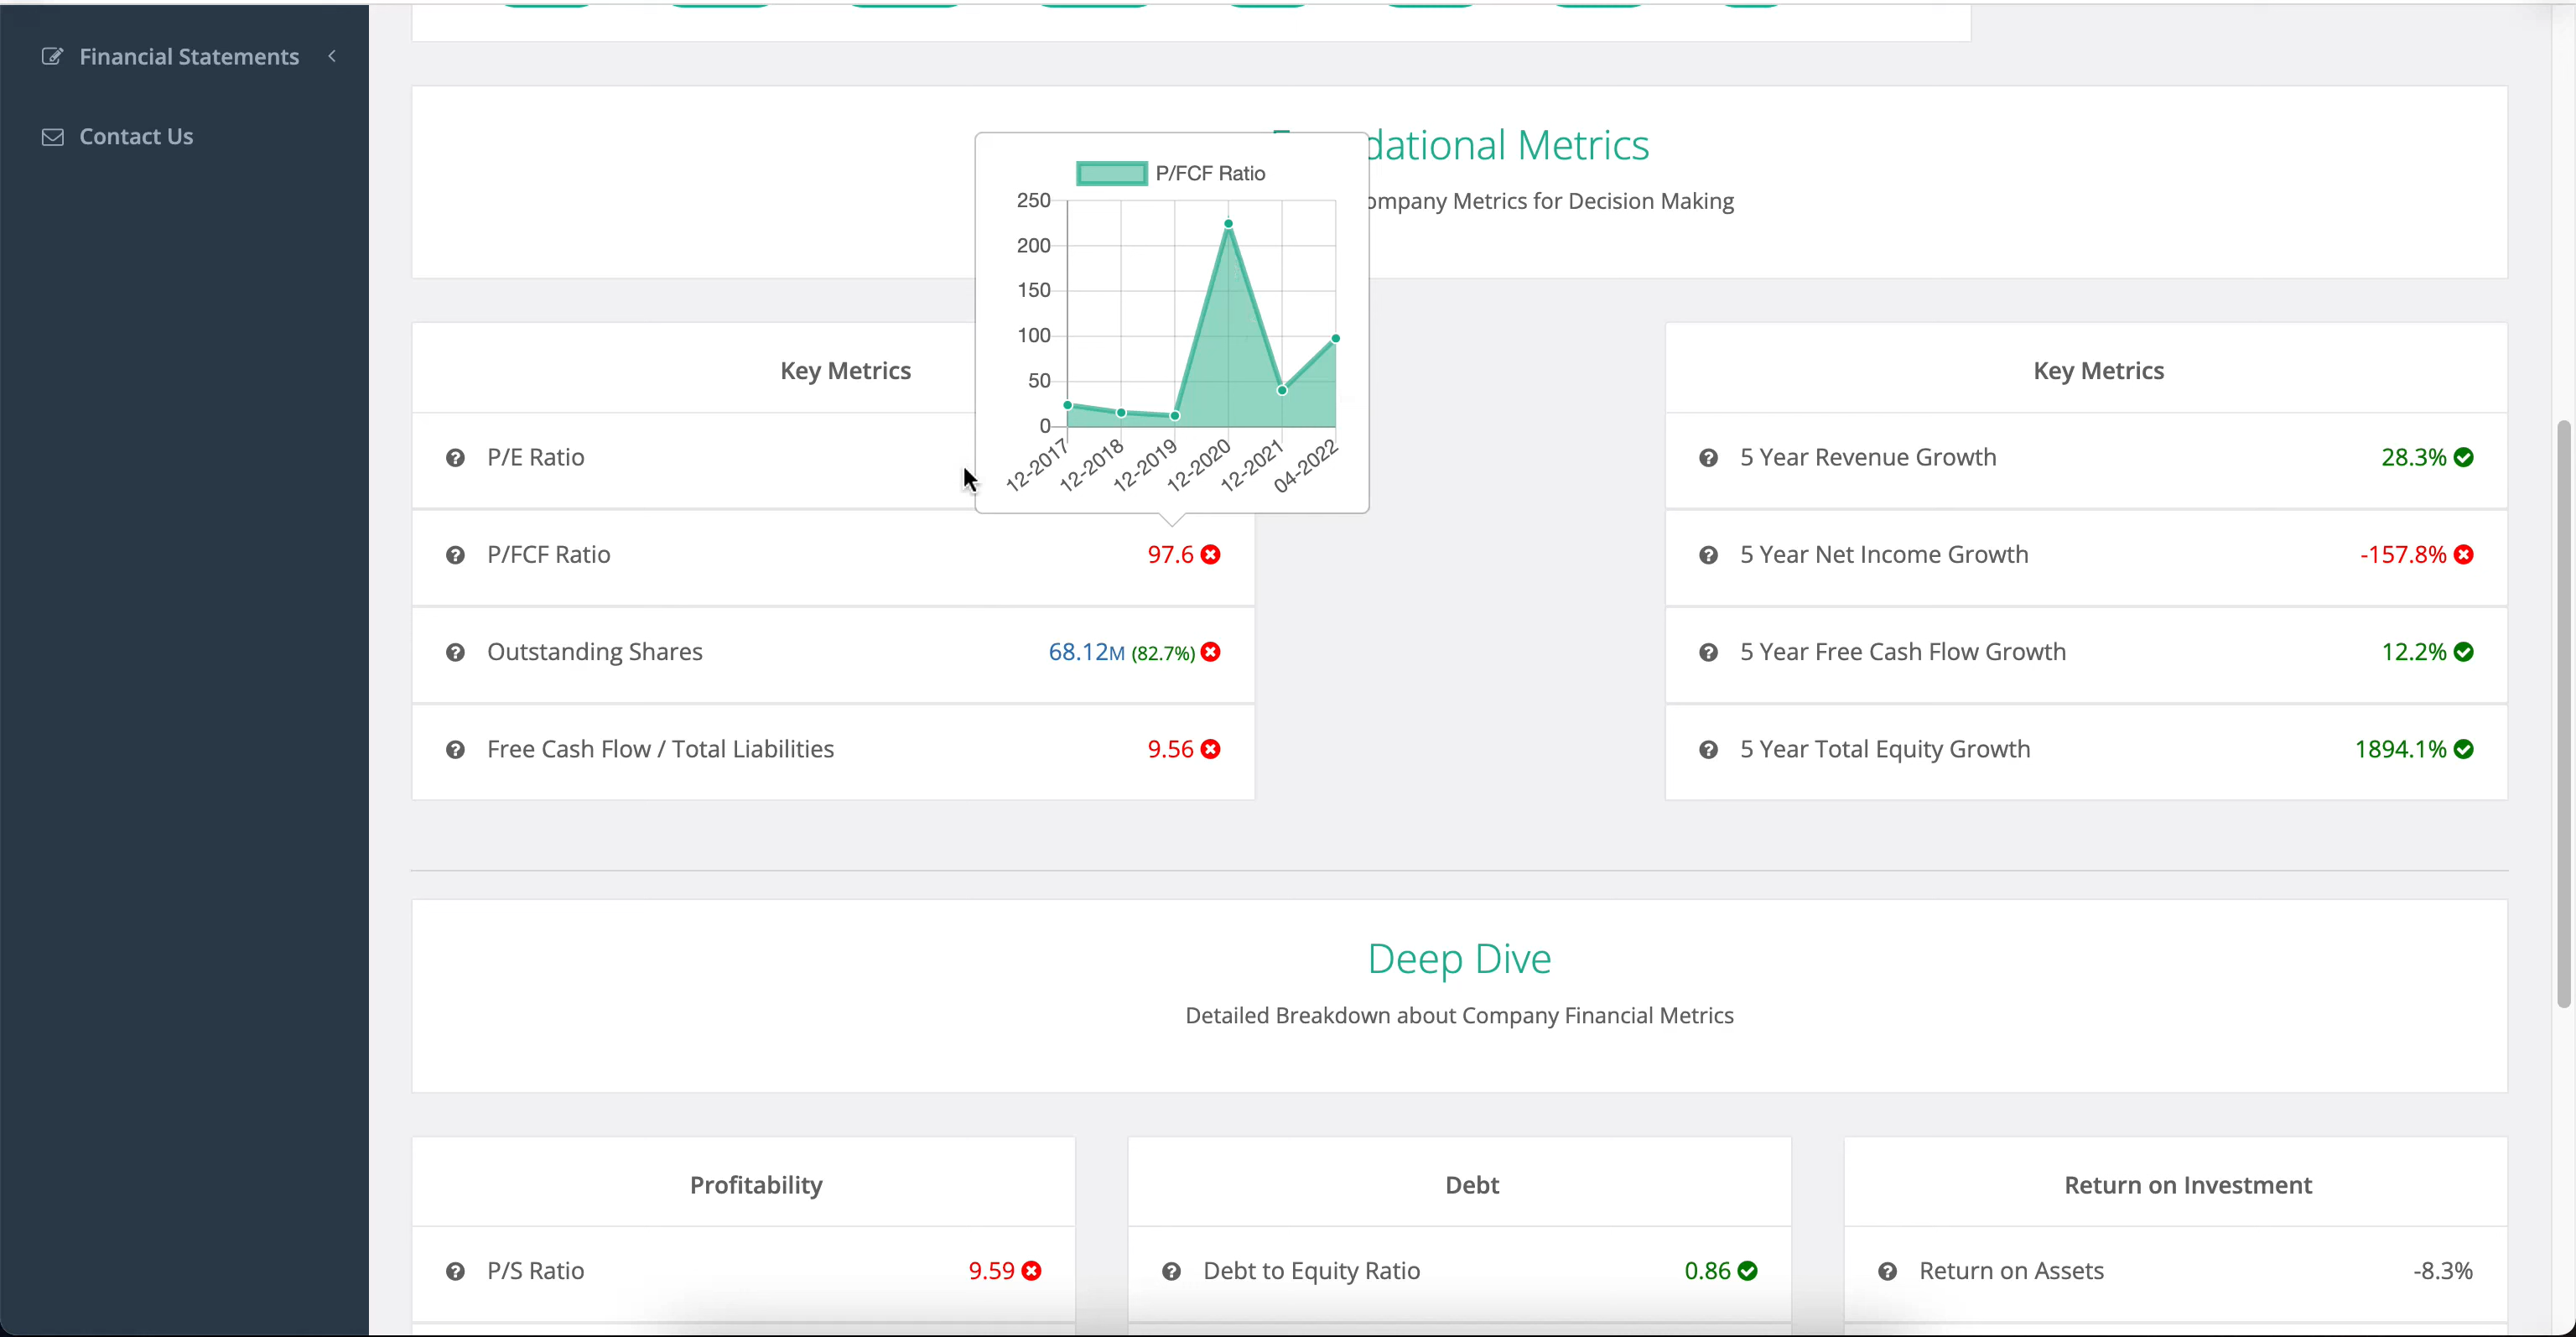 Financial Statements
Contact Us
dational Metrics
ompany Metrics for Decision Making
P/FCF Ratio
250
200
150
100
50
0
12-2017
12-2018
12-2019
12-2020
12-2021
04-2022
Key Metrics
P/E Ratio
P/FCF Ratio 97.6
Outstanding Shares 68.12M (82.7%)
Free Cash Flow / Total Liabilities 9.56
Key Metrics
5 Year Revenue Growth 28.3%
5 Year Net Income Growth -157.8%
5 Year Free Cash Flow Growth 12.2%
5 Year Total Equity Growth 1894.1%
Deep Dive
Detailed Breakdown about Company Financial Metrics
Profitability
P/S Ratio 9.59
Debt
Debt to Equity Ratio 0.86
Return on Investment
Return on Assets -8.3%